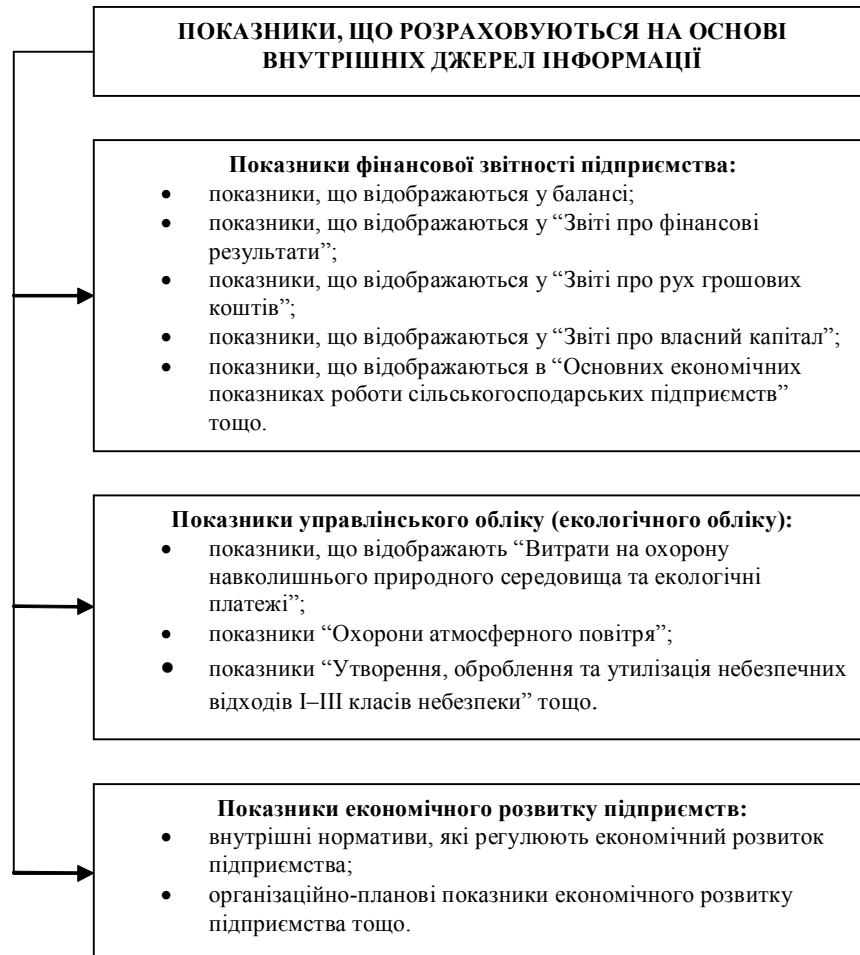 ПОКАЗНИКИ, ЩО РОЗРАХОВУЮТЬСЯ НА ОСНОВІ
ВНУТРІШНІХ ДЖЕРЕЛ ІНФОРМАЦІЇ
Показники фінансової звітності підприємства:
• показники, що відображаються у балансі;
• показники, що відображаються у “Звіті про фінансові
результати”;
• показники, що відображаються у “Звіті про рух грошових
коштів”;
• показники, що відображаються у “Звіті про власний капітал”;
• показники, що відображаються в “Основних економічних
показниках роботи сільськогосподарських підприємств”
тощо.
Показники управлінського обліку (екологічного обліку):
• показники, що відображають “Витрати на охорону
навколишнього природного середовища та екологічні
платежі”;
• показники “Охорони атмосферного повітря”;
• показники “Утворення, оброблення та утилізація небезпечних
відходів І–ІІІ класів небезпеки” тощо.
Показники економічного розвитку підприємств:
• внутрішні нормативи, які регулюють економічний розвиток
підприємства;
• організаційно-планові показники економічного розвитку
підприємства тощо.